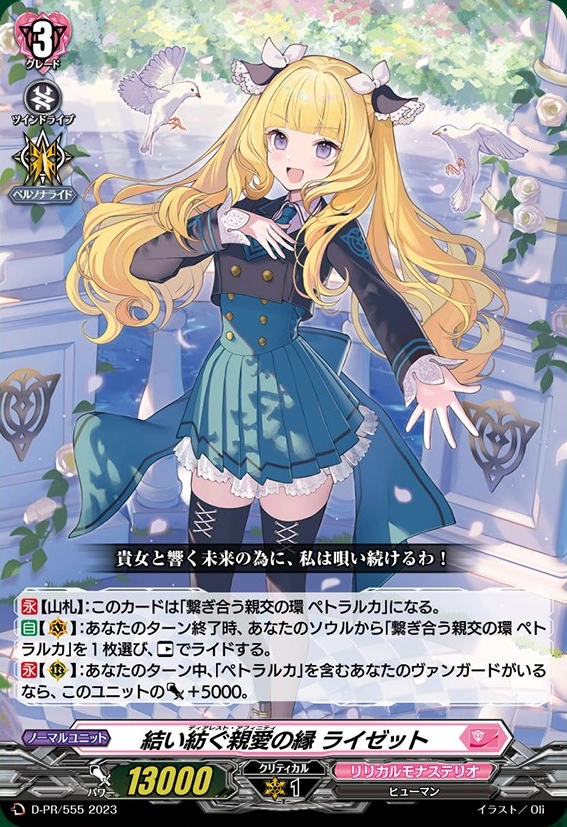 3
グレード
ツインドライブ
ペルソナライド
貴女と響く未来の為に、私は唄い続けるわ！
永【山札】：このカードは「繋ぎ合う親交の環 ペトラルカ」になる。
自【V】：あなたのターン終了時、あなたのソウルから「繋ぎ合う親交の環 ペト
ラルカ」を１枚選び、でライドする。
永【R】：あなたのターン中、「ペトラルカ」を含むあなたのヴァンガードがいる
なら、このユニットの+5000。
ノーマルユニット
ディアレスト・アフィニティ
結い紡ぐ親愛の縁 ライゼット
パワー 13000
クリティカル
1
リリカルモナステリオ
ヒューマン
D-PR/555 2023
イラスト／ Oli